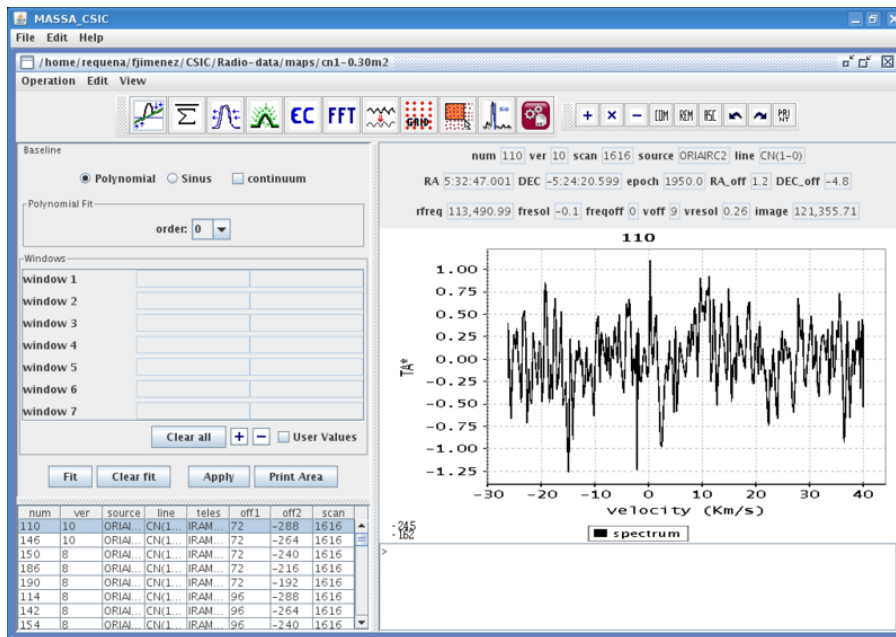 MASSA_CSIC
File Edit Help
/home/requena/fjimenez/CSIC/Radio-data/maps/cn1-0.30m2
Operation Edit View
EC FFT GRID + × − COM REM RSC PRI NT
Baseline
Polynomial Sinus continuum
Polynomial Fit
order: 0
Windows
window 1
window 2
window 3
window 4
window 5
window 6
window 7
Clear all + − User Values
Fit Clear fit Apply Print Area
num ver source line teles off1 off2 scan
110 10 ORIAI... CN(1... IRAM... 72 -288 1616
146 10 ORIAI... CN(1... IRAM... 72 -264 1616
150 8 ORIAI... CN(1... IRAM... 72 -240 1616
186 8 ORIAI... CN(1... IRAM... 72 -216 1616
190 8 ORIAI... CN(1... IRAM... 72 -192 1616
114 8 ORIAI... CN(1... IRAM... 96 -288 1616
142 8 ORIAI... CN(1... IRAM... 96 -264 1616
154 8 ORIAI... CN(1... IRAM... 96 -240 1616
num 110 ver 10 scan 1616 source ORIAIRC2 line CN(1-0)
RA 5:32:47.001 DEC -5:24:20.599 epoch 1950.0 RA_off 1.2 DEC_off -4.8
rfreq 113,490.99 fresol -0.1 freqoff 0 voff 9 vresol 0.26 image 121,355.71
110
1.00
0.75
0.50
0.25
0.00
-0.25
-0.50
-0.75
-1.00
-1.25
TA*
-30 -20 -10 0 10 20 30 40
velocity (Km/s)
-245
-162
spectrum
>